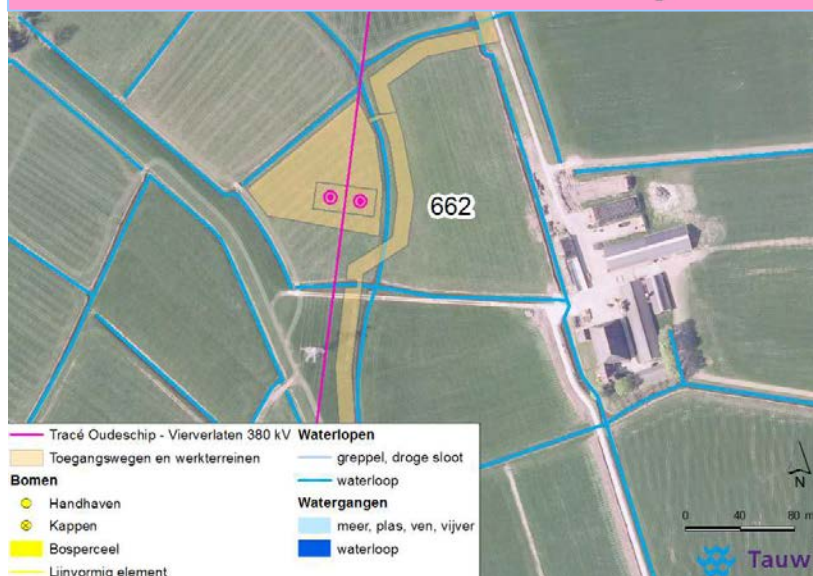 662
Tracé Oudeschip - Vierverlaten 380 kV
Toegangswegen en werkterreinen
Bomen
Handhaven
Kappen
Bosperceel
Lijnvormig element
Waterlopen
greppel, droge sloot
waterloop
Watergangen
meer, plas, ven, vijver
waterloop
N
0 40 80 m
Tauw